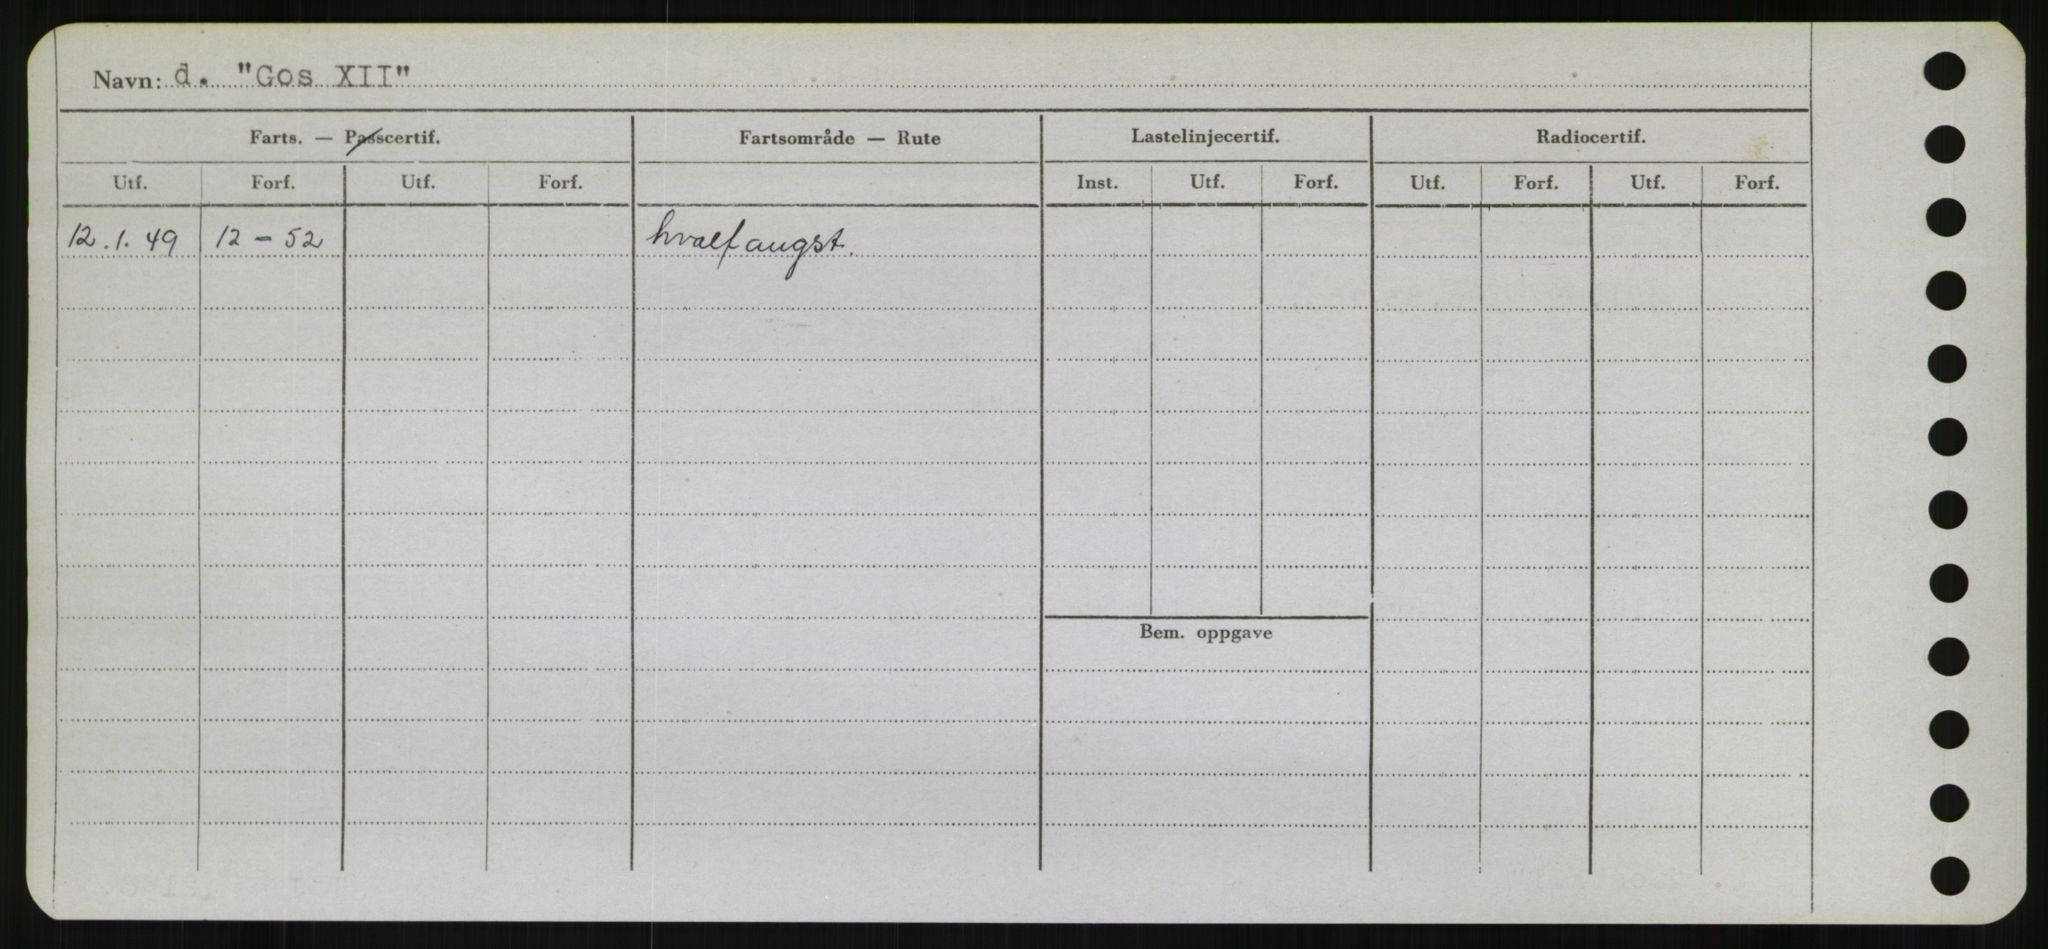 Navn: d. "Gos XII"
Farts. — Passcertif. Fartsområde — Rute Lastelinjecertif. Radiocertif.
Utf. Forf. Utf. Forf. Inst. Utf. Forf. Utf. Forf. Utf. Forf.
12.1.49 12-52 hvalfangst.
Bem. oppgave